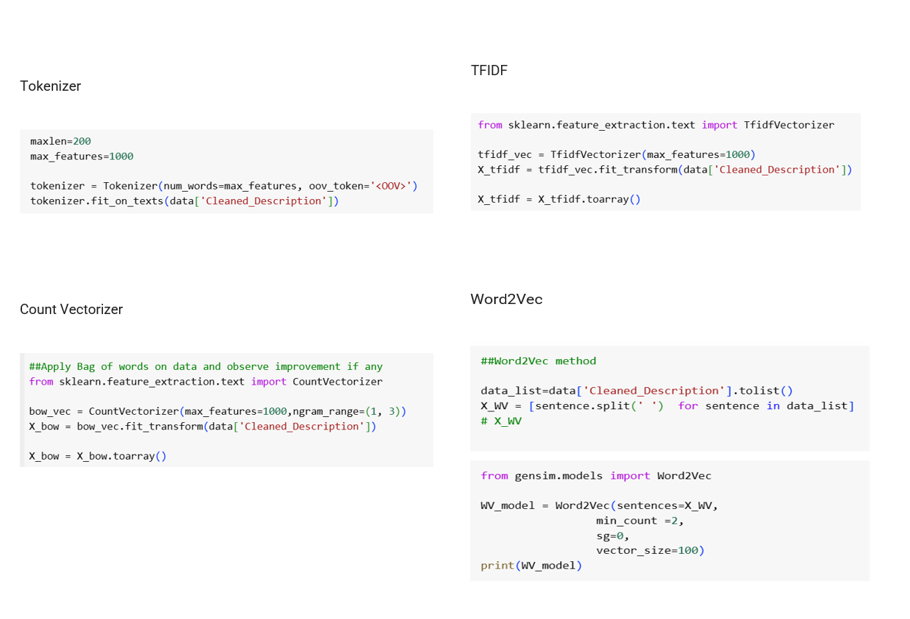 Tokenizer
maxlen=200
max_features=1000
tokenizer = Tokenizer(num_words=max_features, oov_token='<OOV>')
tokenizer.fit_on_texts(data['Cleaned_Description'])
TFIDF
from sklearn.feature_extraction.text import TfidfVectorizer
tfidf_vec = TfidfVectorizer(max_features=1000)
X_tfidf = tfidf_vec.fit_transform(data['Cleaned_Description'])
X_tfidf = X_tfidf.toarray()
Count Vectorizer
##Apply Bag of words on data and observe improvement if any
from sklearn.feature_extraction.text import CountVectorizer
bow_vec = CountVectorizer(max_features=1000,ngram_range=(1, 3))
X_bow = bow_vec.fit_transform(data['Cleaned_Description'])
X_bow = X_bow.toarray()
Word2Vec
##Word2Vec method
data_list=data['Cleaned_Description'].tolist()
X_WV = [sentence.split(' ')  for sentence in data_list]
# X_WV
from gensim.models import Word2Vec
WV_model = Word2Vec(sentences=X_WV,
min_count =2,
sg=0,
vector_size=100)
print(WV_model)